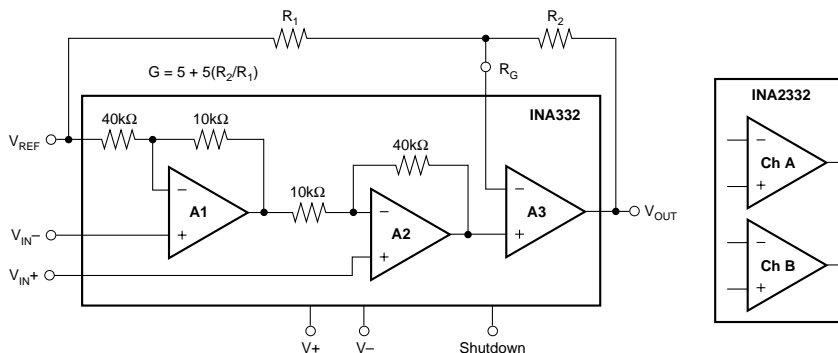 R1
R2
G = 5 + 5(R2/R1)
RG
INA332
INA2332
40kΩ
10kΩ
VREF
40kΩ
10kΩ
Ch A
A1
A2
A3
VOUT
VIN–
VIN+
Ch B
V+
V–
Shutdown